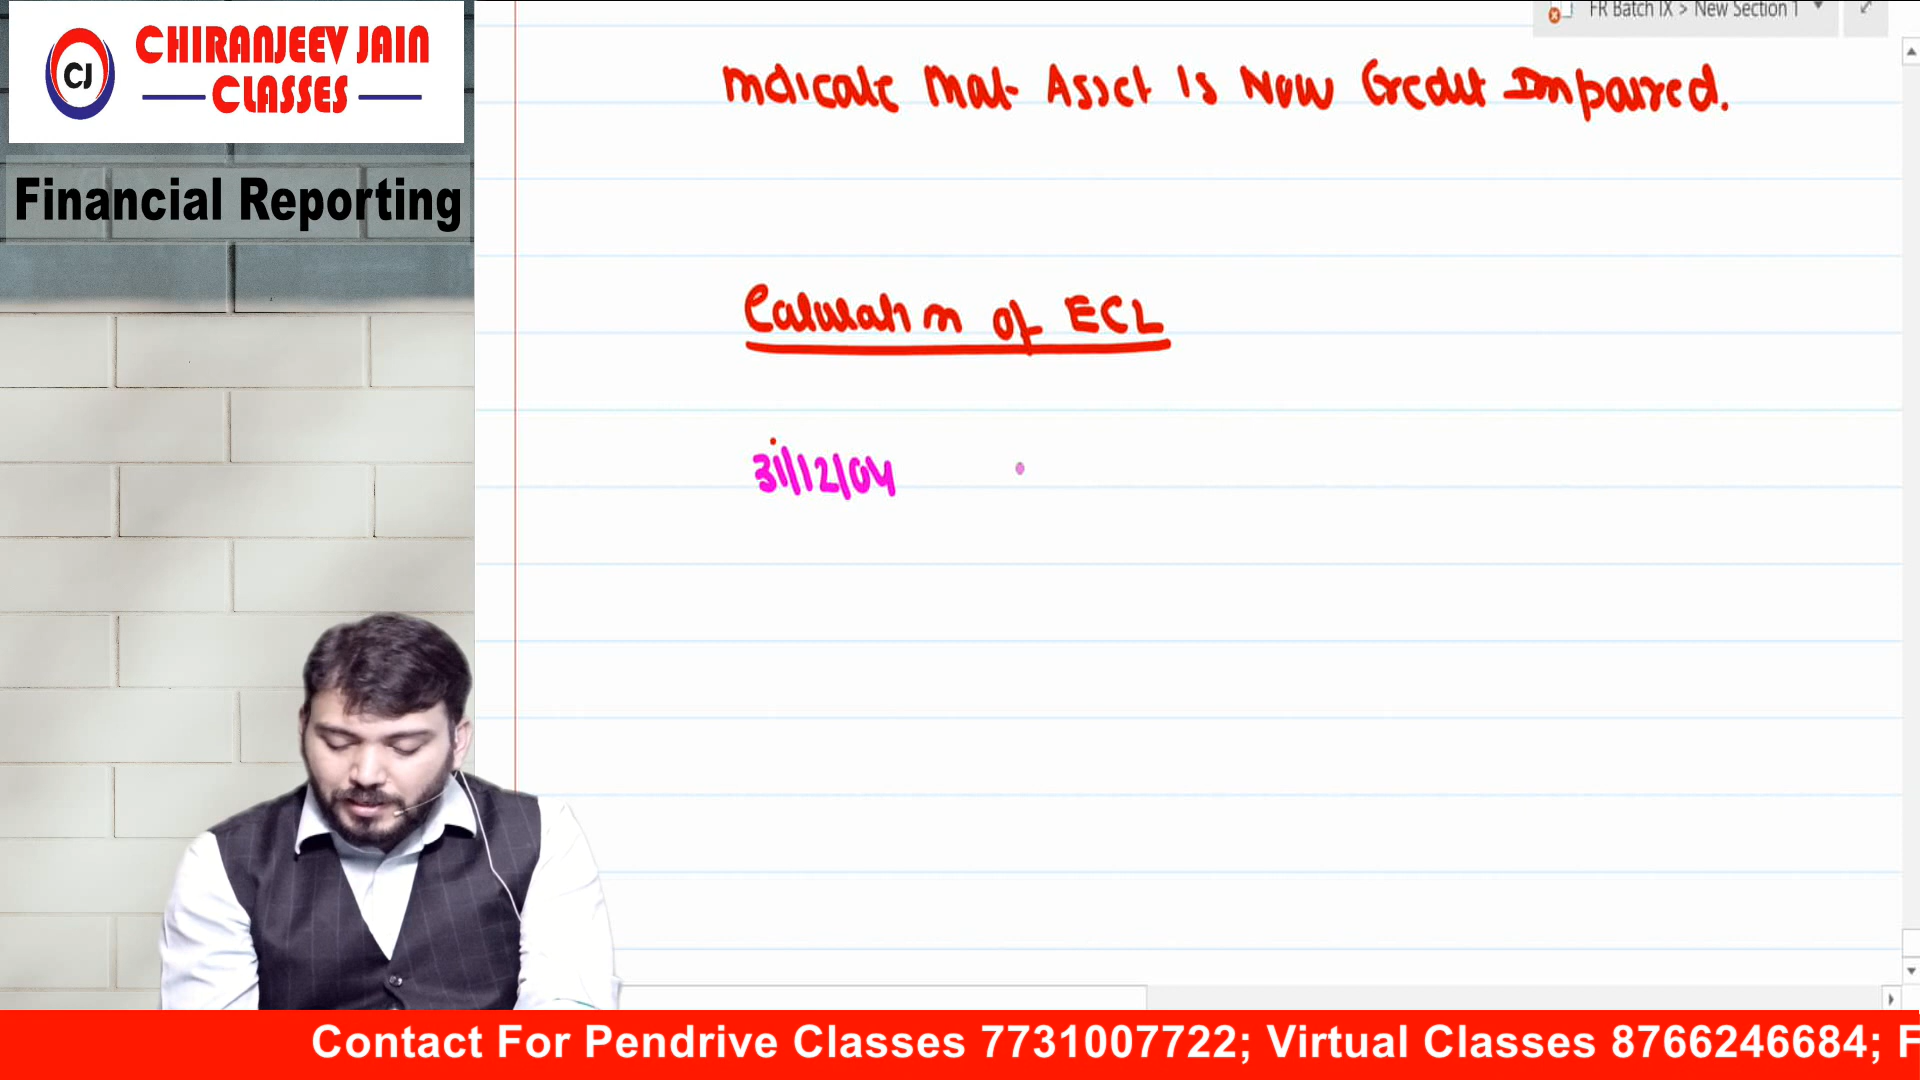 CHIRANJEEV JAIN
CLASSES
CJ
Financial Reporting
FR Batch IX > New Section 1
Indicate that Asset Is Now Credit Impaired.
Calculation of ECL
31/12/04
Contact For Pendrive Classes 7731007722; Virtual Classes 8766246684; F